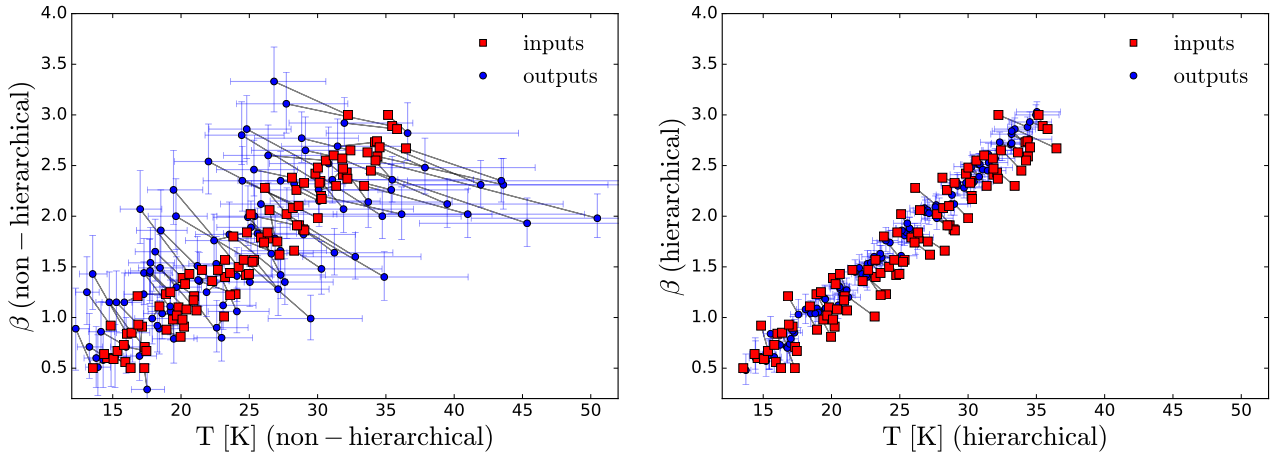 4.0
3.5
3.0
2.5
2.0
1.5
1.0
0.5
β (non − hierarchical)
inputs
outputs
15 20 25 30 35 40 45 50
T [K] (non − hierarchical)
4.0
3.5
3.0
2.5
2.0
1.5
1.0
0.5
β (hierarchical)
inputs
outputs
15 20 25 30 35 40 45 50
T [K] (hierarchical)